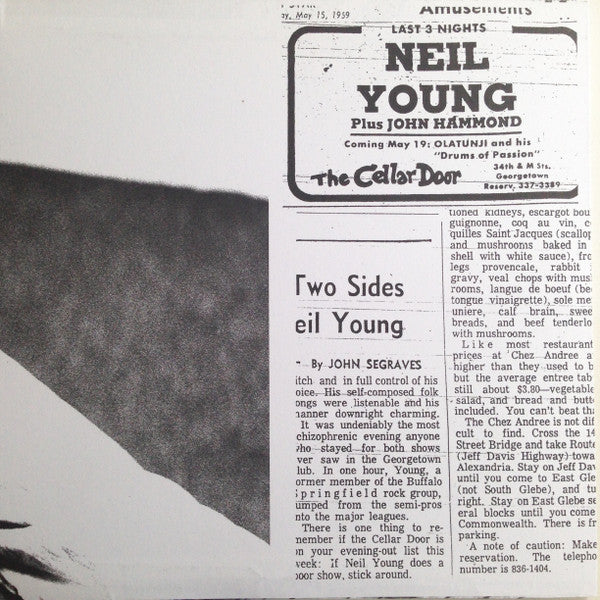 ay, May 15, 1959
Amusements
LAST 3 NIGHTS
NEIL
YOUNG
Plus JOHN HAMMOND
Coming May 19: OLATUNJI and his
"Drums of Passion"
34th & M Sts.
The Cellar Door
Georgetown
Reserv. 337-3389
Two Sides
eil Young
- By JOHN SEGRAVES
itch and in full control of his
oice. His self-composed folk
ongs were listenable and his
anner downright charming.
It was undeniably the most
chizophrenic evening anyone
who stayed for both shows
ver saw in the Georgetown
lub. In one hour, Young, a
ormer member of the Buffalo
Springfield rock group,
umped from the semi-pros
nto the major leagues.
There is one thing to re-
member if the Cellar Door is
on your evening-out list this
week: If Neil Young does a
poor show, stick around.
tioned kidneys, escargot bou
guignonne, coq au vin, c
quilles Saint Jacques (scallop
and mushrooms baked in
shell with white sauce), fro
legs provencale, rabbit
gravy, veal chops with mus
rooms, langue de boeuf (be
tongue vinaigrette), sole me
uniere, calf brain, swee
breads, and beef tenderlo
with mushrooms.
Like most restaurant
prices at Chez Andree a
higher than they used to b
but the average entree tab
still about $3.80—vegetable
salad, and bread and butt
included. You can't beat tha
The Chez Andree is not dif
cult to find. Cross the 14
Street Bridge and take Route
(Jeff Davis Highway) towa
Alexandria. Stay on Jeff Dav
until you come to East Gle
(not South Glebe), and tu
right. Stay on East Glebe se
eral blocks until you come
Commonwealth. There is fr
parking.
A note of caution: Make
reservation. The telepho
number is 836-1404.